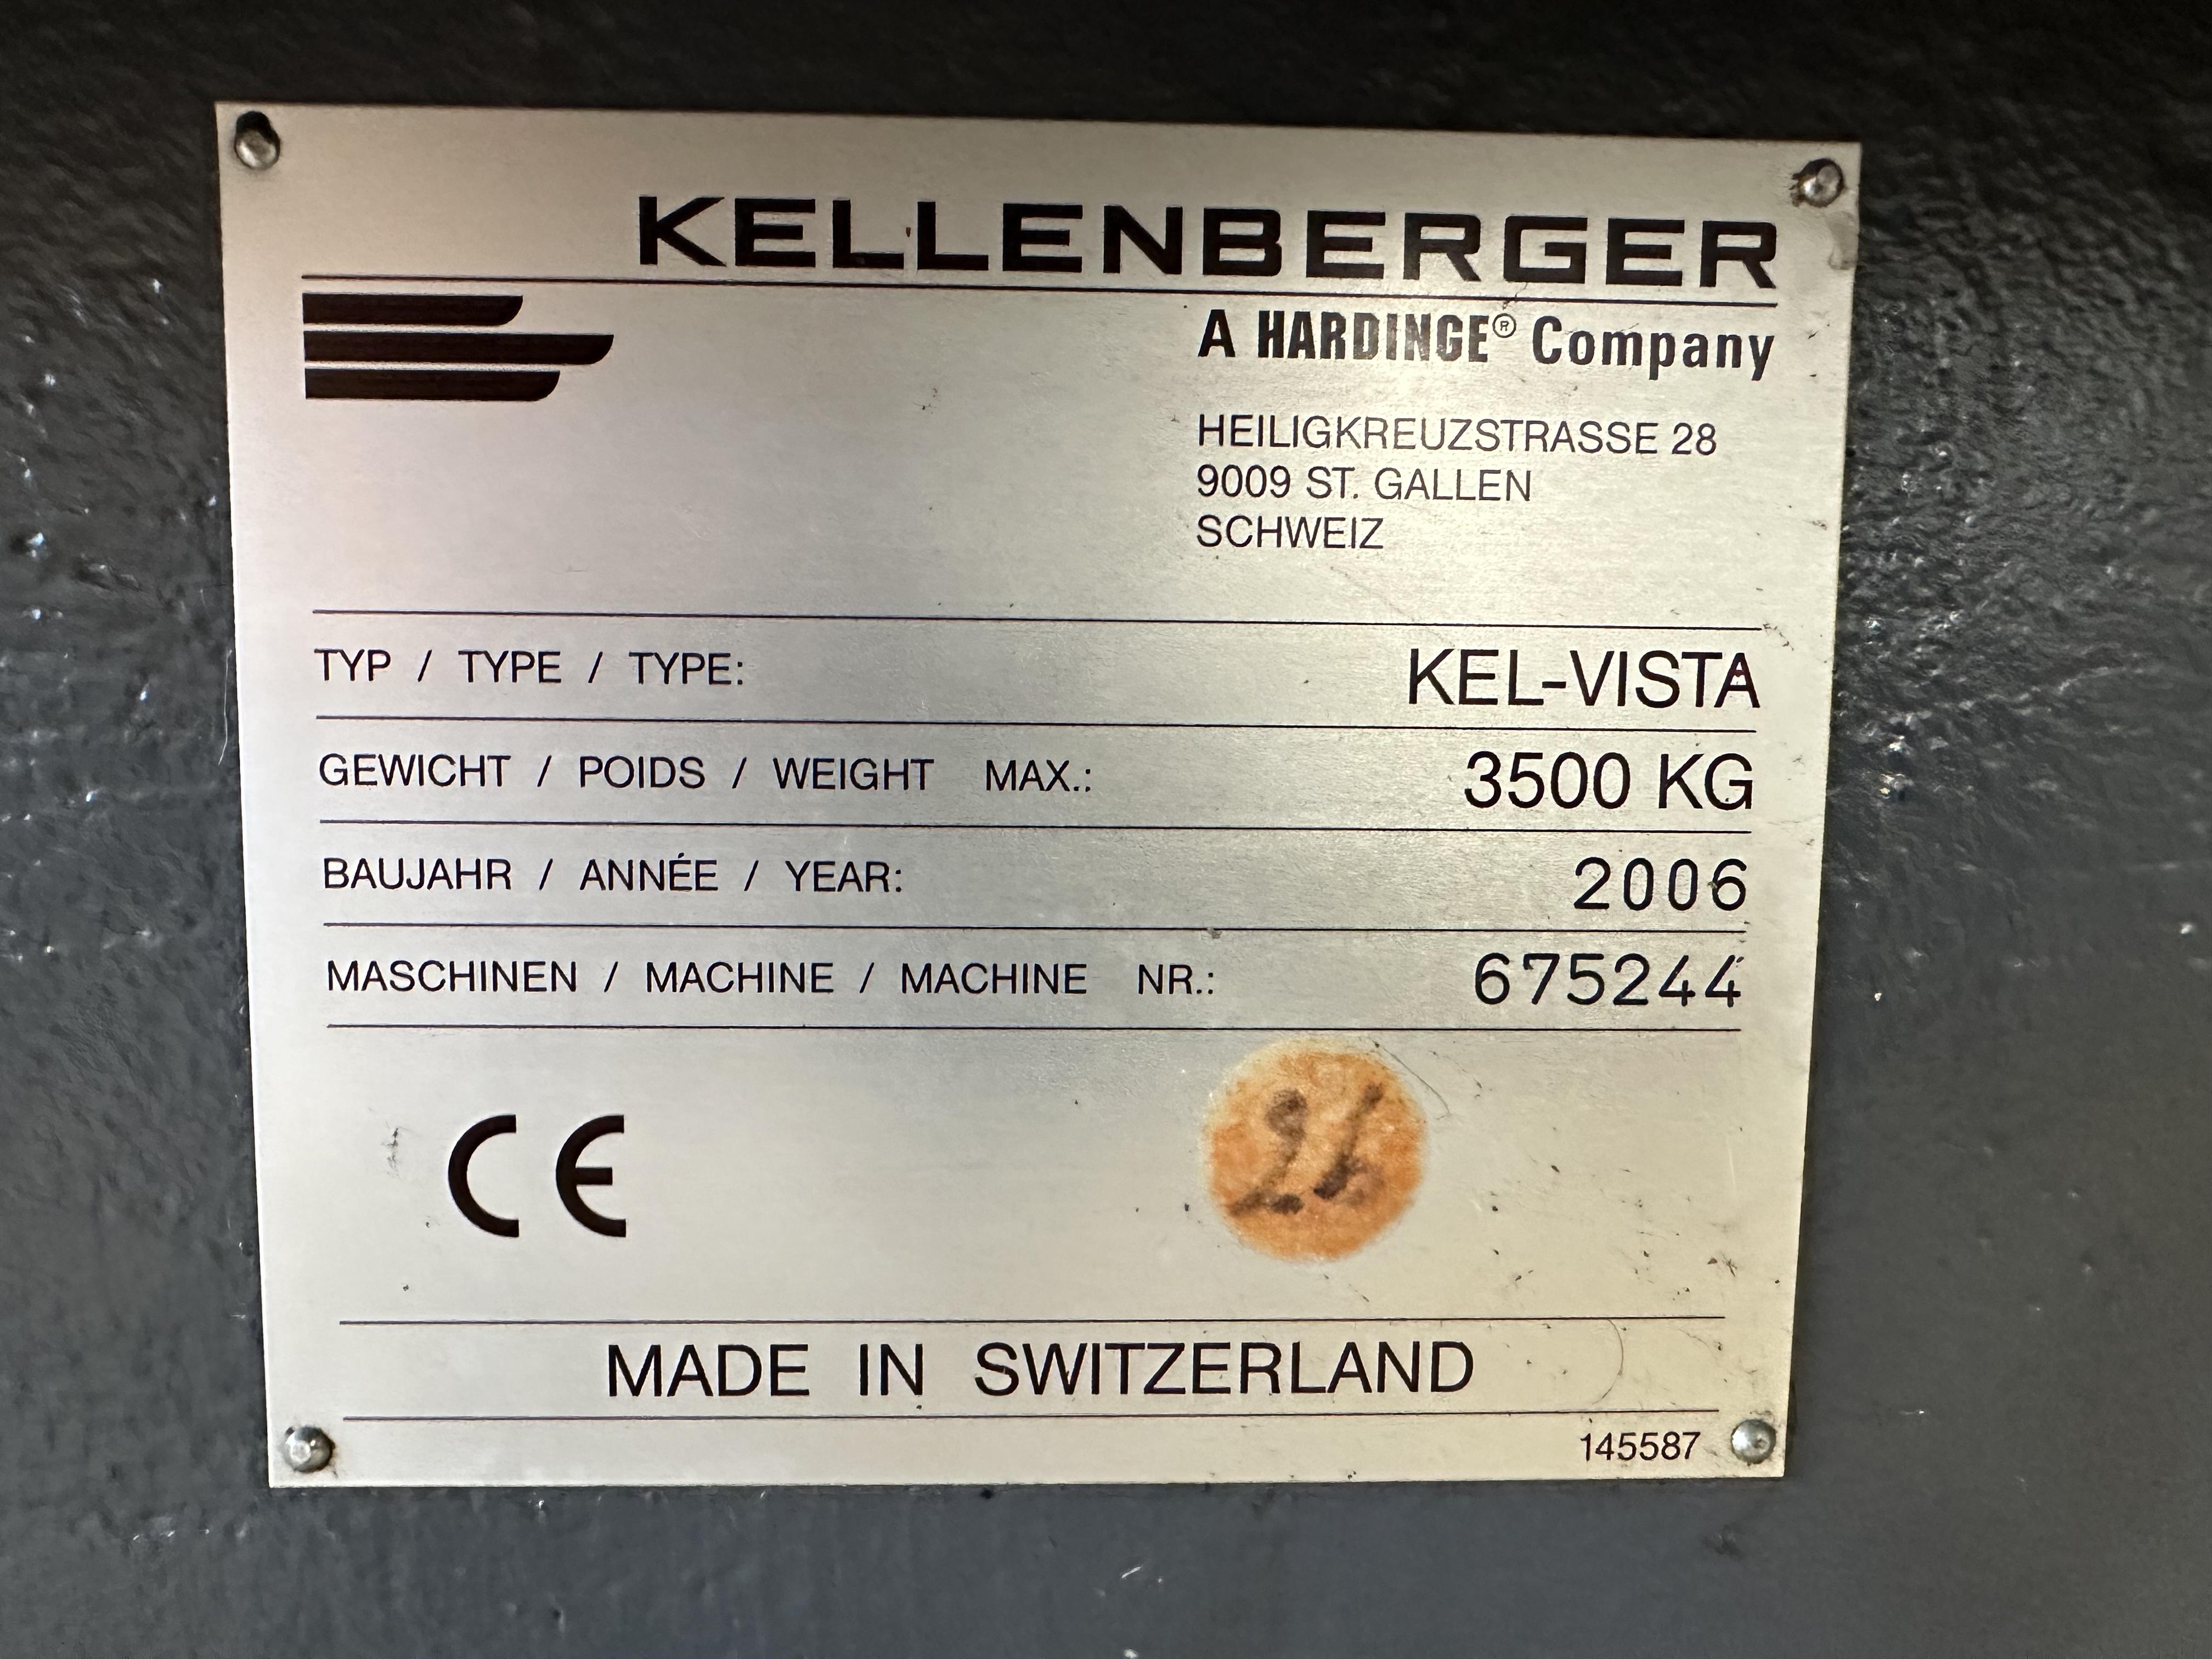 KELLENBERGER
A HARDINGE® Company
HEILIGKREUZSTRASSE 28
9009 ST. GALLEN
SCHWEIZ
TYP / TYPE / TYPE: KEL-VISTA
GEWICHT / POIDS / WEIGHT MAX.: 3500 KG
BAUJAHR / ANNÉE / YEAR: 2006
MASCHINEN / MACHINE / MACHINE NR.: 675244
CE
MADE IN SWITZERLAND
145587